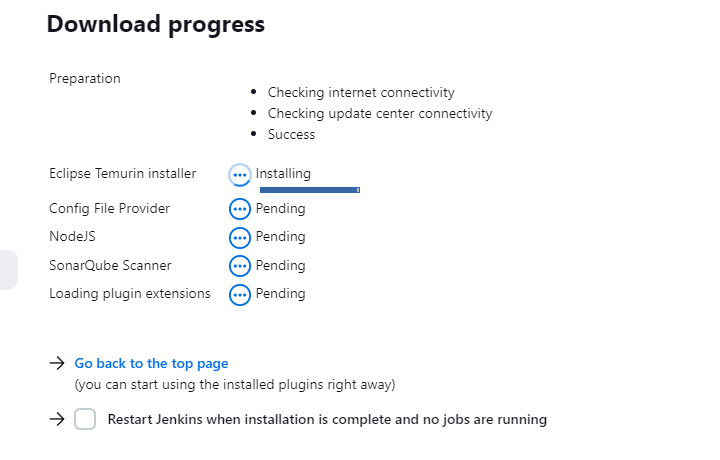 Download progress
Preparation
Checking internet connectivity
Checking update center connectivity
Success
Eclipse Temurin installer Installing
Config File Provider Pending
NodeJS Pending
SonarQube Scanner Pending
Loading plugin extensions Pending
Go back to the top page
(you can start using the installed plugins right away)
Restart Jenkins when installation is complete and no jobs are running